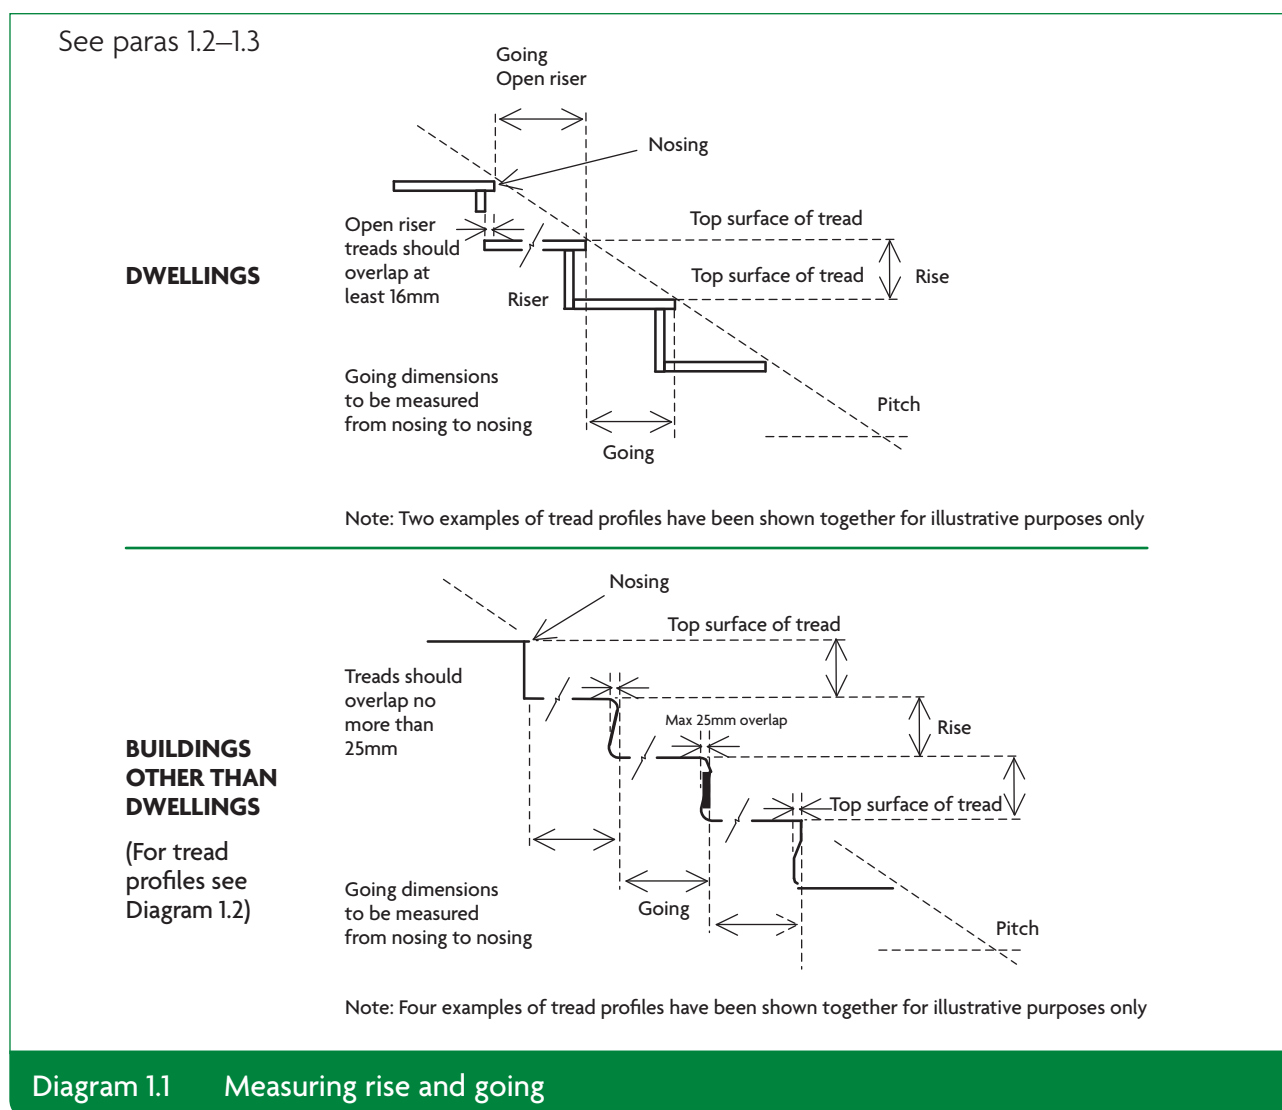 See paras 1.2–1.3
Going
Open riser
Nosing
Open riser
treads should
overlap at
least 16mm
Top surface of tread
DWELLINGS
Top surface of tread
Rise
Riser
Going dimensions
to be measured
from nosing to nosing
Pitch
Going
Note: Two examples of tread profiles have been shown together for illustrative purposes only
Nosing
Top surface of tread
Treads should
overlap no
more than
25mm
Max 25mm overlap
Rise
BUILDINGS
OTHER THAN
DWELLINGS
Top surface of tread
(For tread
profiles see
Diagram 1.2)
Going dimensions
to be measured
from nosing to nosing
Going
Pitch
Note: Four examples of tread profiles have been shown together for illustrative purposes only
Diagram 1.1 Measuring rise and going